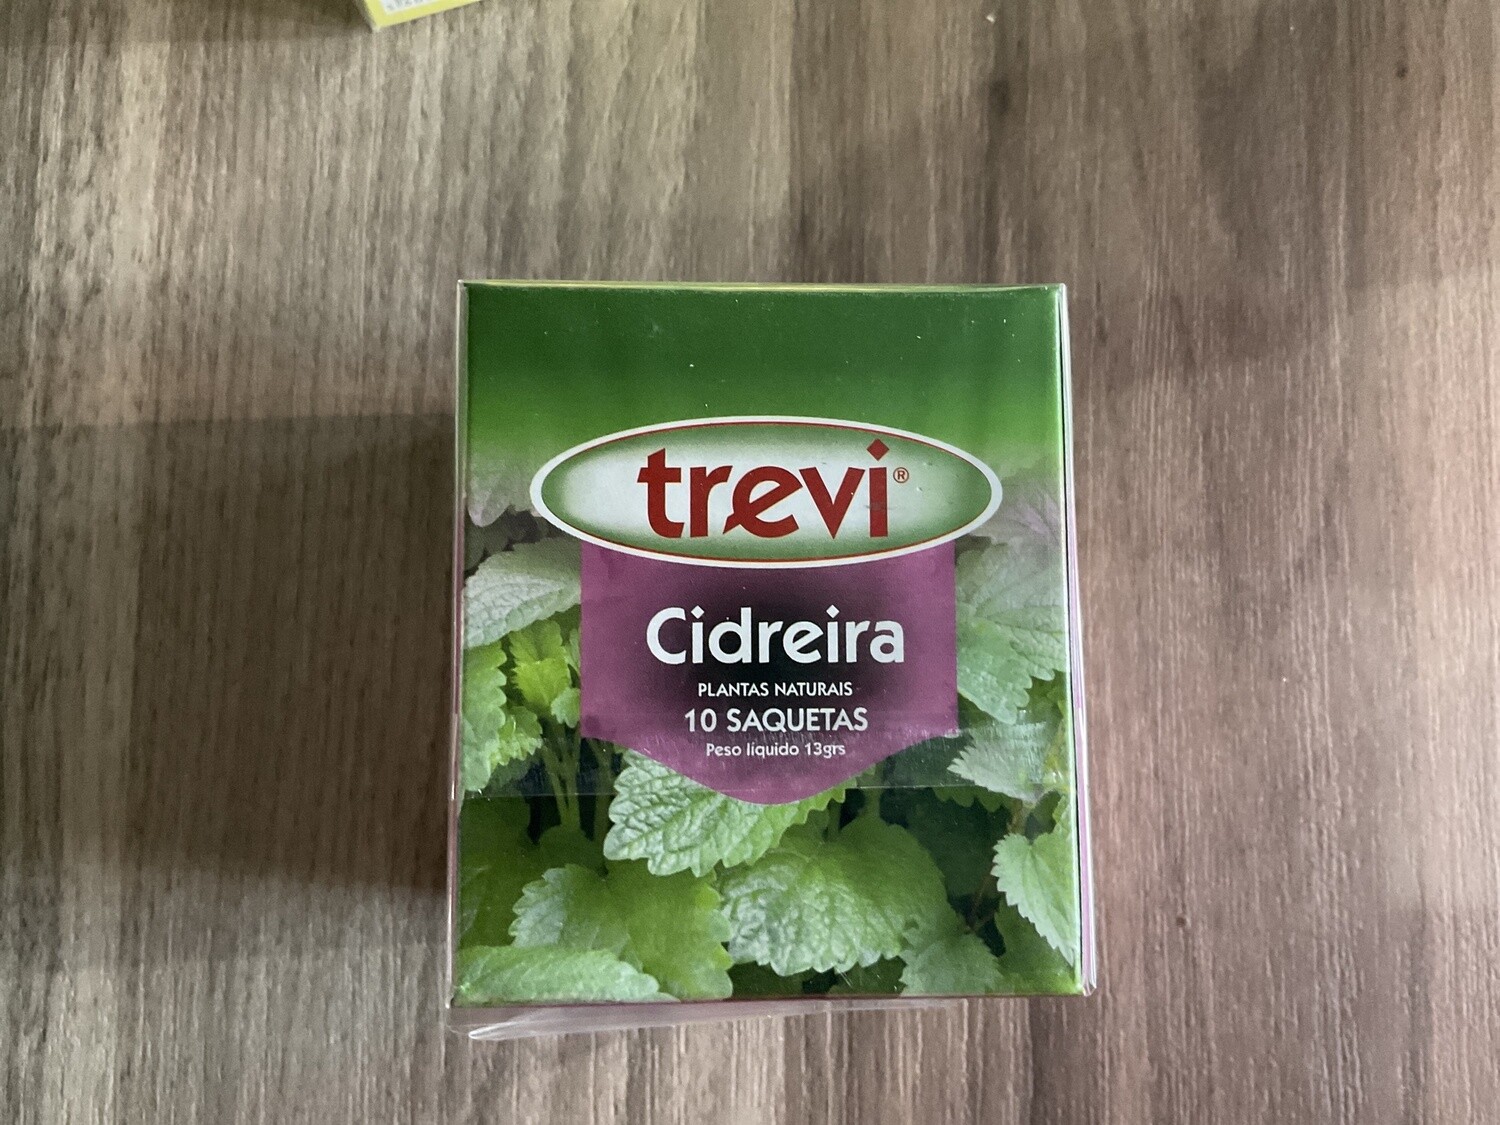 trevi®
Cidreira
PLANTAS NATURAIS
10 SAQUETAS
Peso líquido 13grs